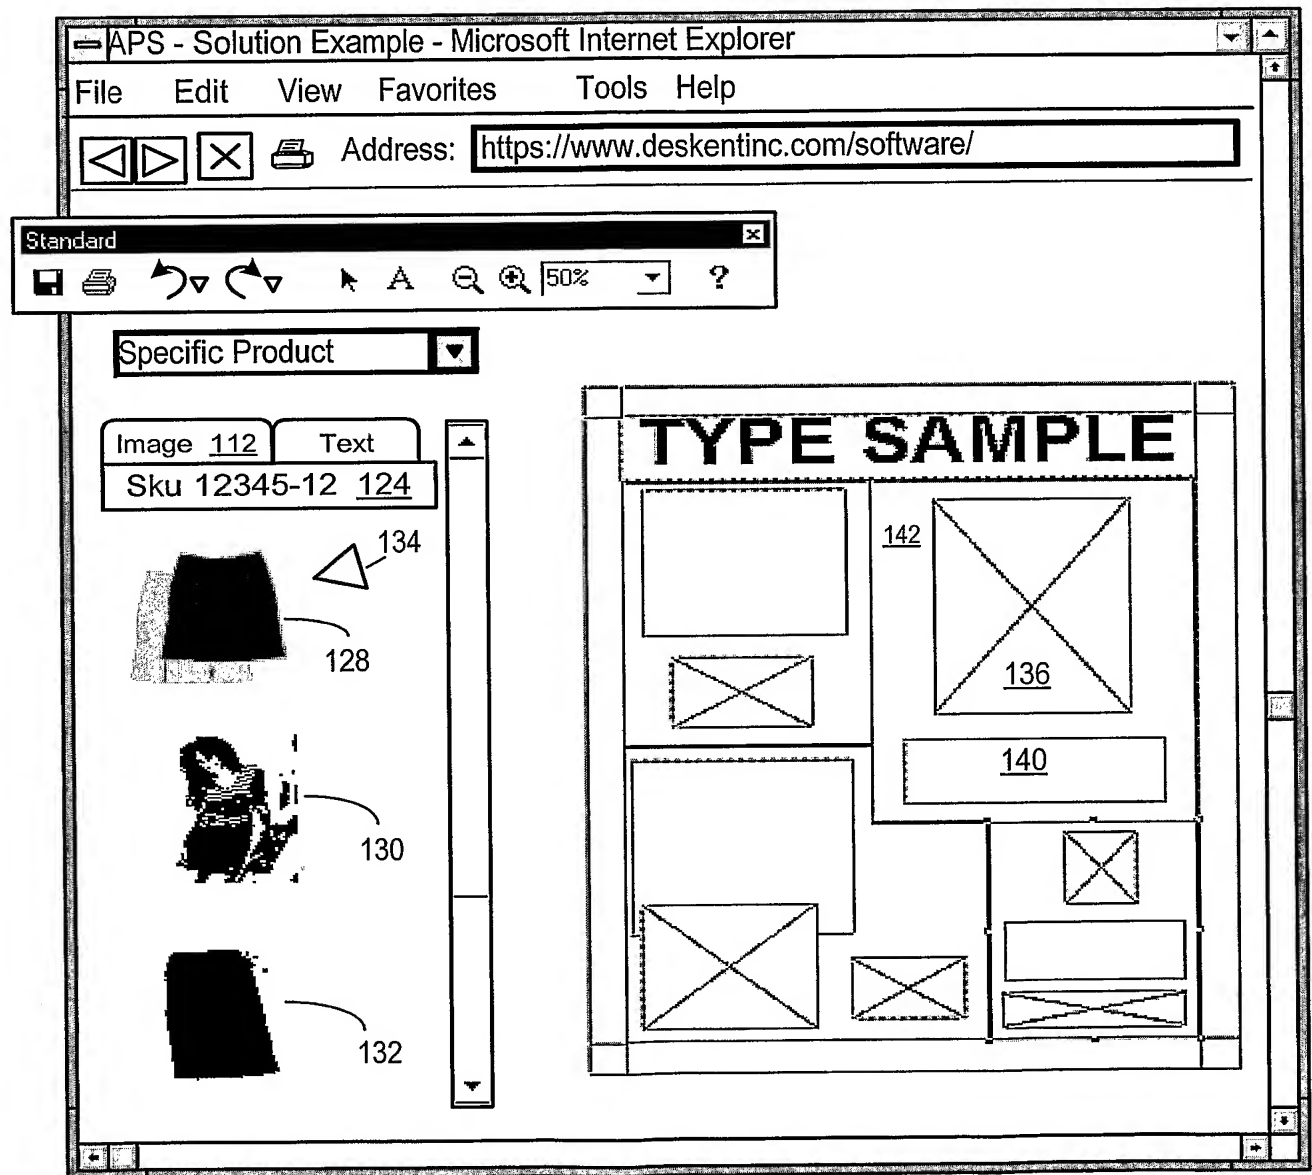 APS - Solution Example - Microsoft Internet Explorer
File Edit View Favorites Tools Help
Address: https://www.deskentinc.com/software/
Standard
A 50% ?
Specific Product
Image 112 Text
Sku 12345-12 124
134
128
130
132
TYPE SAMPLE
142
136
140